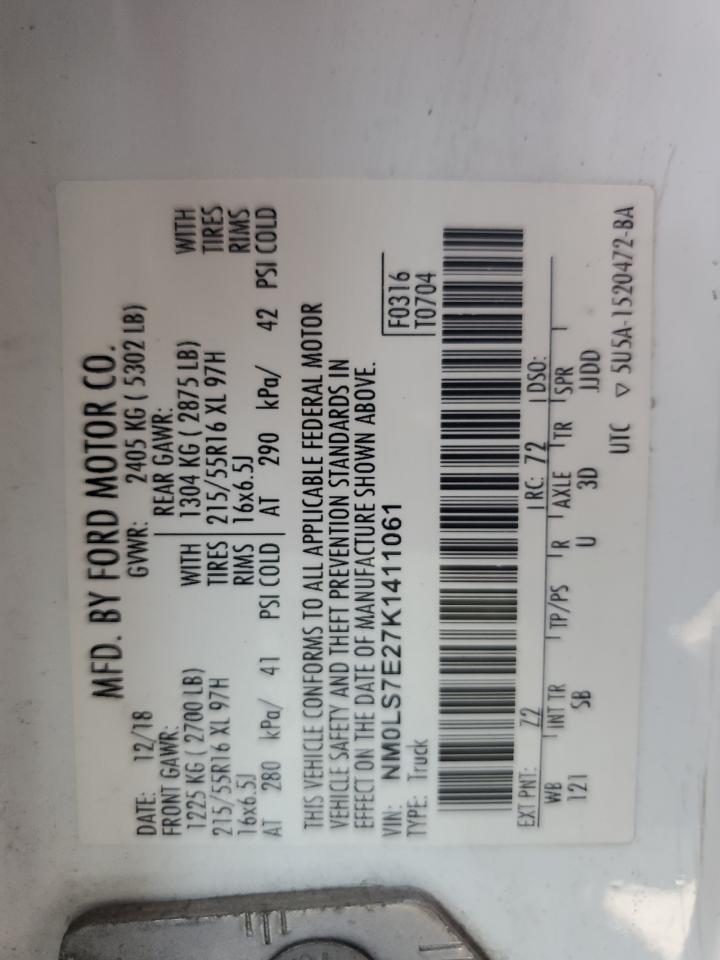 MFD. BY FORD MOTOR CO.
DATE: 12/18 GVWR: 2405 KG ( 5302 LB)
FRONT GAWR: REAR GAWR:
1225 KG ( 2700 LB) WITH 1304 KG ( 2875 LB) WITH
215/55R16 XL 97H TIRES 215/55R16 XL 97H TIRES
16x6.5J RIMS 16x6.5J RIMS
AT 280 kPa/ 41 PSI COLD AT 290 kPa/ 42 PSI COLD
THIS VEHICLE CONFORMS TO ALL APPLICABLE FEDERAL MOTOR
VEHICLE SAFETY AND THEFT PREVENTION STANDARDS IN
EFFECT ON THE DATE OF MANUFACTURE SHOWN ABOVE.
VIN: NM0LS7E27K1411061 F0316
TYPE: Truck T0704
EXT PNT: Z2 RC: 72 DSO:
WB INT TR TP/PS R AXLE TR SPR
121 SB U 3D JJDD
UTC ▽ 5U5A-1520472-BA